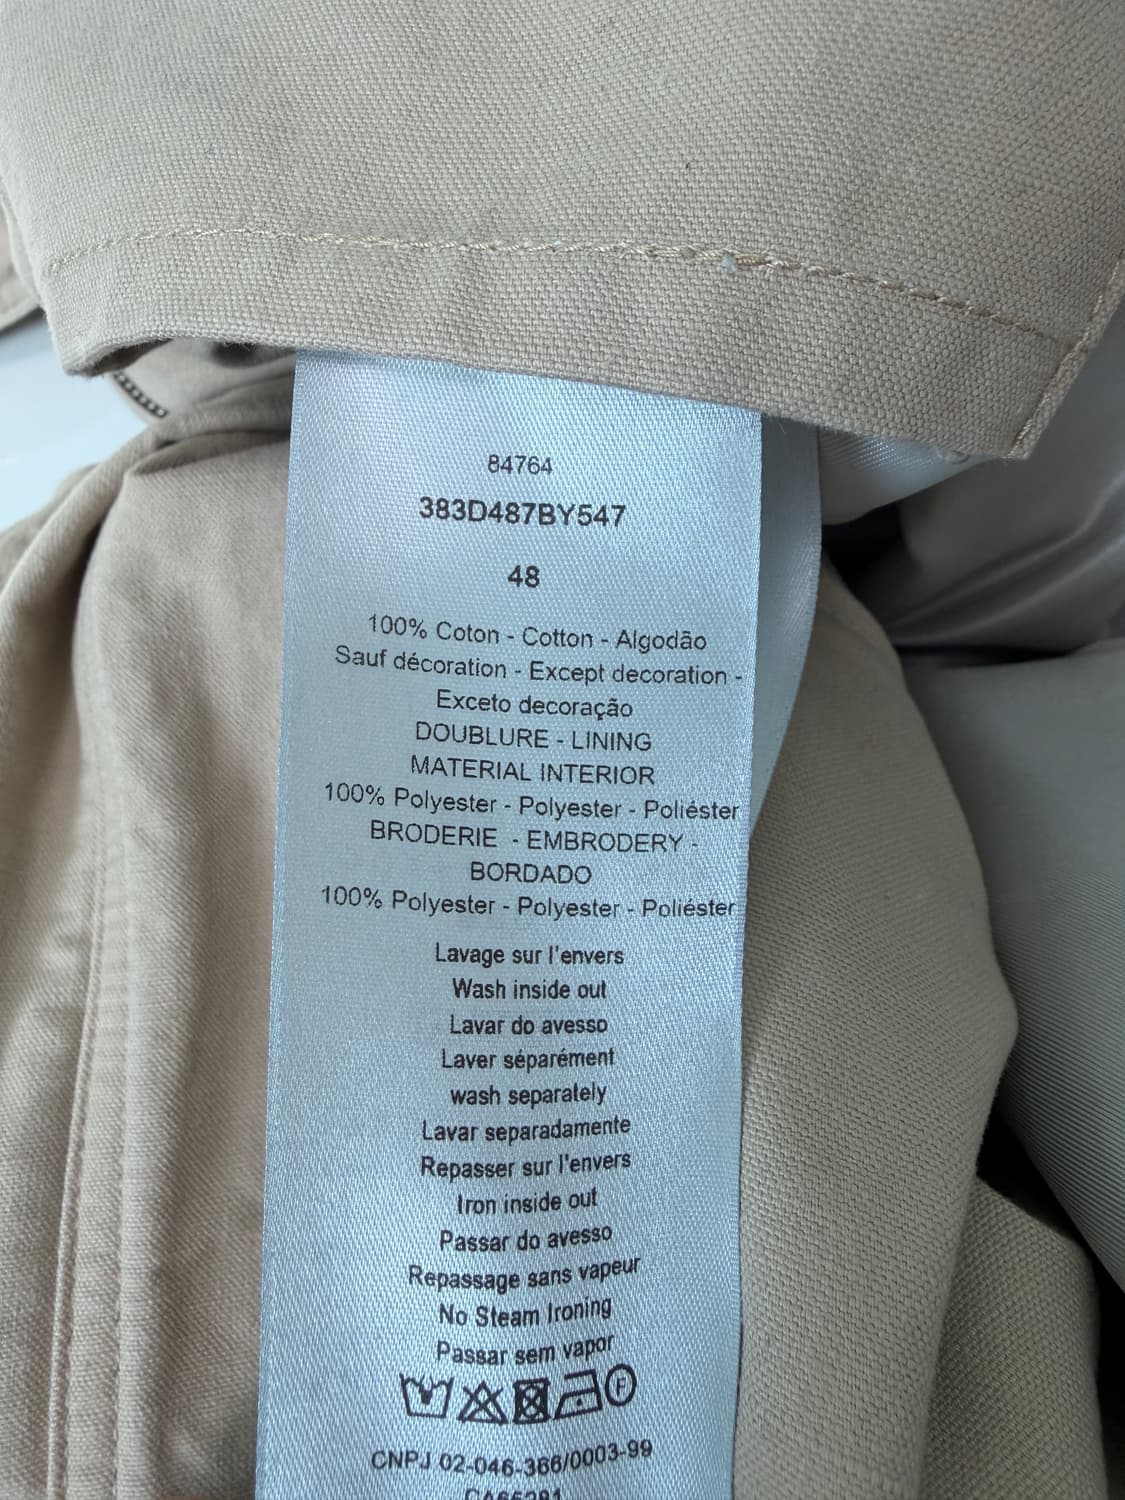 84764
383D487BY547
48
100% Coton - Cotton - Algodão
Sauf décoration - Except decoration -
Exceto decoração
DOUBLURE - LINING
MATERIAL INTERIOR
100% Polyester - Polyester - Poliéster
BRODERIE - EMBRODERY -
BORDADO
100% Polyester - Polyester - Poliéster
Lavage sur l'envers
Wash inside out
Lavar do avesso
Laver séparément
wash separately
Lavar separadamente
Repasser sur l'envers
Iron inside out
Passar do avesso
Repassage sans vapeur
No Steam Ironing
Passar sem vapor
F
CNPJ 02-046-366/0003-99